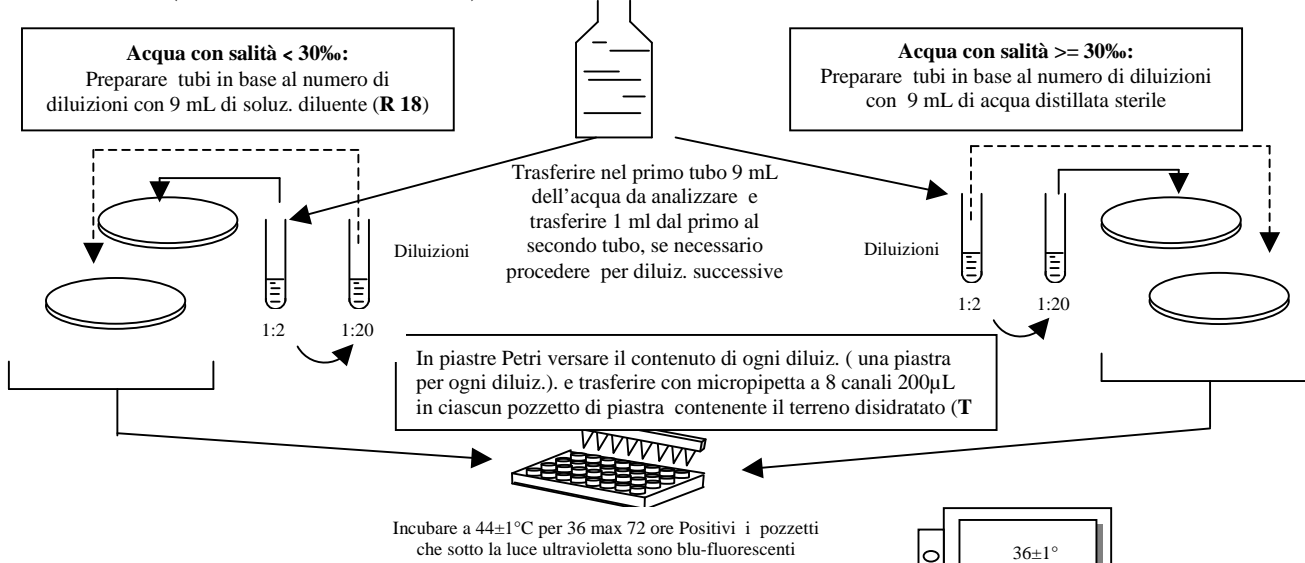 Acqua con salità < 30‰:
Preparare tubi in base al numero di
diluizioni con 9 mL di soluz. diluente (R 18)
Acqua con salità >= 30‰:
Preparare tubi in base al numero di diluizioni
con 9 mL di acqua distillata sterile
Trasferire nel primo tubo 9 mL
dell'acqua da analizzare e
trasferire 1 ml dal primo al
secondo tubo, se necessario
procedere per diluiz. successive
Diluizioni
1:2
1:20
Diluizioni
1:2
1:20
In piastre Petri versare il contenuto di ogni diluiz. ( una piastra
per ogni diluiz.). e trasferire con micropipetta a 8 canali 200µL
in ciascun pozzetto di piastra contenente il terreno disidratato (T
Incubare a 44±1°C per 36 max 72 ore Positivi i pozzetti
che sotto la luce ultravioletta sono blu-fluorescenti
36±1°